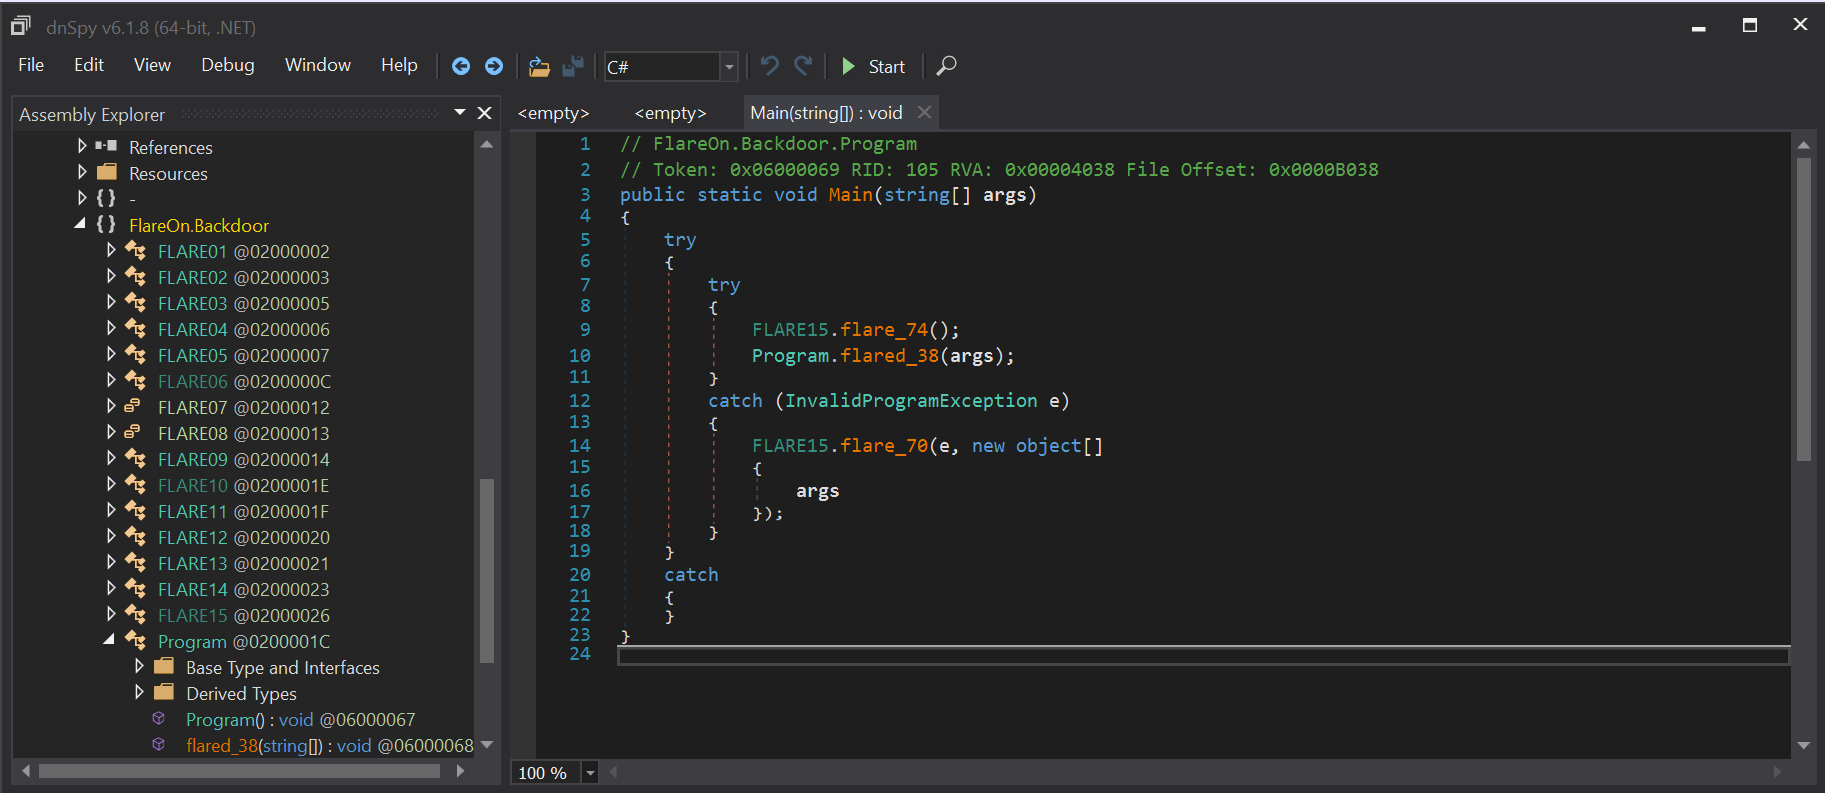 dnSpy v6.1.8 (64-bit, .NET)
File Edit View Debug Window Help C# Start
Assembly Explorer
References
Resources
{ } -
{ } FlareOn.Backdoor
FLARE01 @02000002
FLARE02 @02000003
FLARE03 @02000005
FLARE04 @02000006
FLARE05 @02000007
FLARE06 @0200000C
FLARE07 @02000012
FLARE08 @02000013
FLARE09 @02000014
FLARE10 @0200001E
FLARE11 @0200001F
FLARE12 @02000020
FLARE13 @02000021
FLARE14 @02000023
FLARE15 @02000026
Program @0200001C
Base Type and Interfaces
Derived Types
Program() : void @06000067
flared_38(string[]) : void @06000068
<empty> <empty> Main(string[]) : void
1 // FlareOn.Backdoor.Program
2 // Token: 0x06000069 RID: 105 RVA: 0x00004038 File Offset: 0x0000B038
3 public static void Main(string[] args)
4 {
5 try
6 {
7 try
8 {
9 FLARE15.flare_74();
10 Program.flared_38(args);
11 }
12 catch (InvalidProgramException e)
13 {
14 FLARE15.flare_70(e, new object[]
15 {
16 args
17 });
18 }
19 }
20 catch
21 {
22 }
23 }
24
100 %